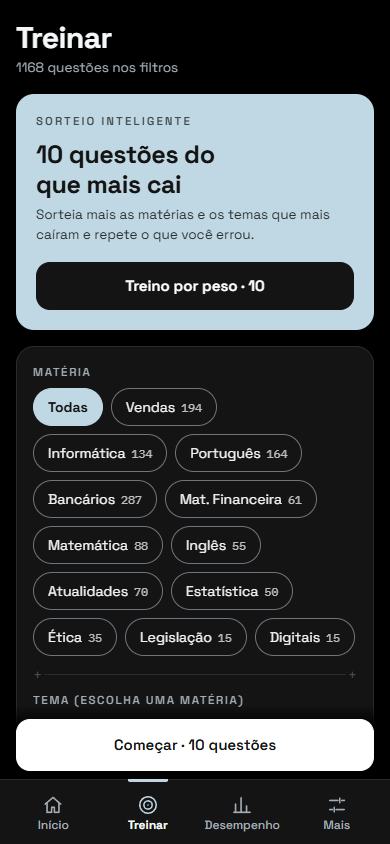 Treinar
1168 questões nos filtros
SORTEIO INTELIGENTE
10 questões do
que mais cai
Sorteia mais as matérias e os temas que mais
caíram e repete o que você errou.
Treino por peso · 10
MATÉRIA
Todas
Vendas 194
Informática 134
Português 164
Bancários 287
Mat. Financeira 61
Matemática 88
Inglês 55
Atualidades 70
Estatística 50
Ética 35
Legislação 15
Digitais 15
TEMA (ESCOLHA UMA MATÉRIA)
Começar · 10 questões
Início
Treinar
Desempenho
Mais